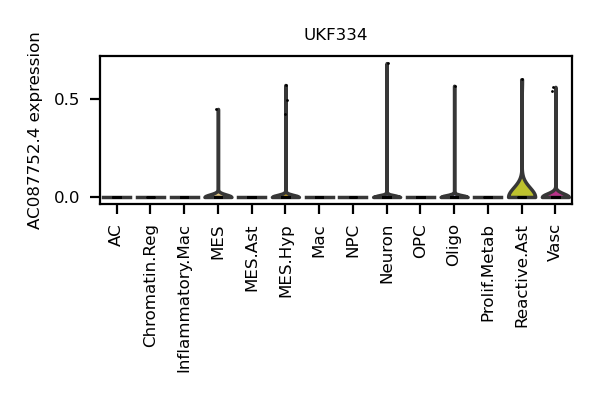 UKF334
AC087752.4 expression
0.5
0.0
AC
Chromatin.Reg
Inflammatory.Mac
MES
MES.Ast
MES.Hyp
Mac
NPC
Neuron
OPC
Oligo
Prolif.Metab
Reactive.Ast
Vasc